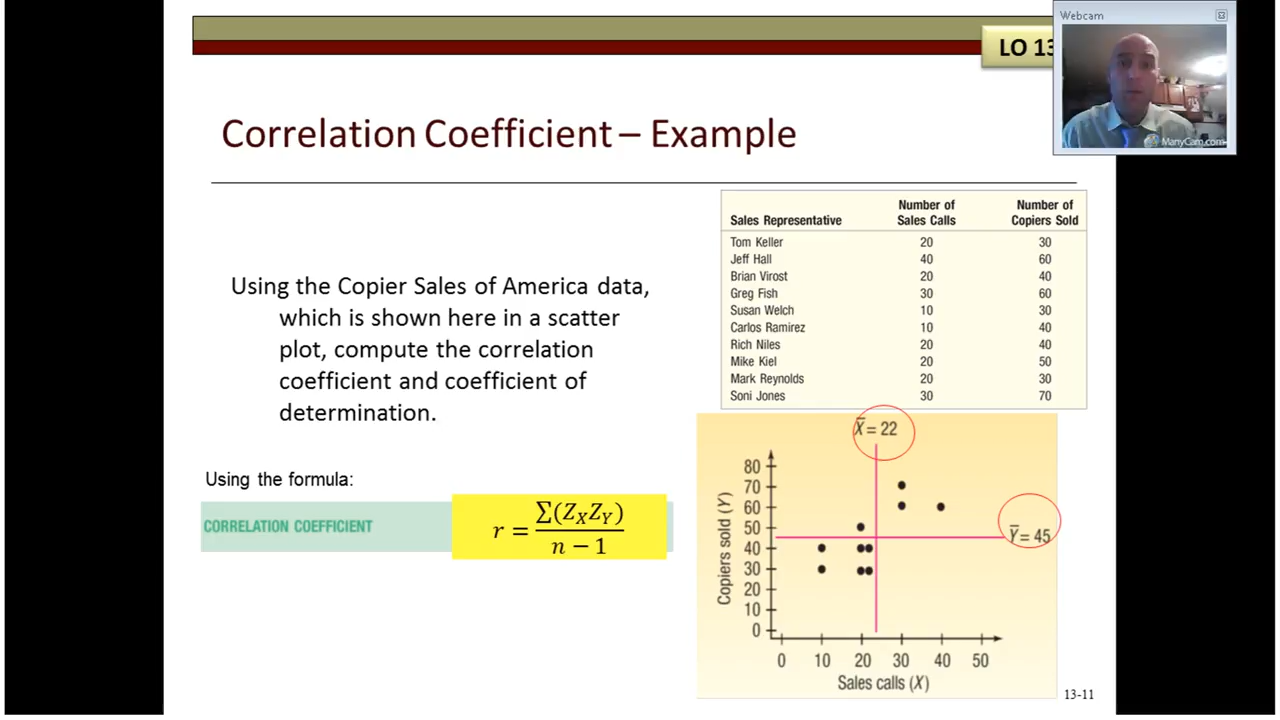 Webcam
LO 13
ManyCam.com
Correlation Coefficient – Example
Using the Copier Sales of America data,
which is shown here in a scatter
plot, compute the correlation
coefficient and coefficient of
determination.
Using the formula:
CORRELATION COEFFICIENT
r = ∑(Z_X Z_Y) / n − 1
Number of Number of
Sales Representative Sales Calls Copiers Sold
Tom Keller 20 30
Jeff Hall 40 60
Brian Virost 20 40
Greg Fish 30 60
Susan Welch 10 30
Carlos Ramirez 10 40
Rich Niles 20 40
Mike Kiel 20 50
Mark Reynolds 20 30
Soni Jones 30 70
X̅ = 22
80
70
60
50
40
30
20
10
0
Copiers sold (Y)
Y̅ = 45
0 10 20 30 40 50
Sales calls (X)
13-11